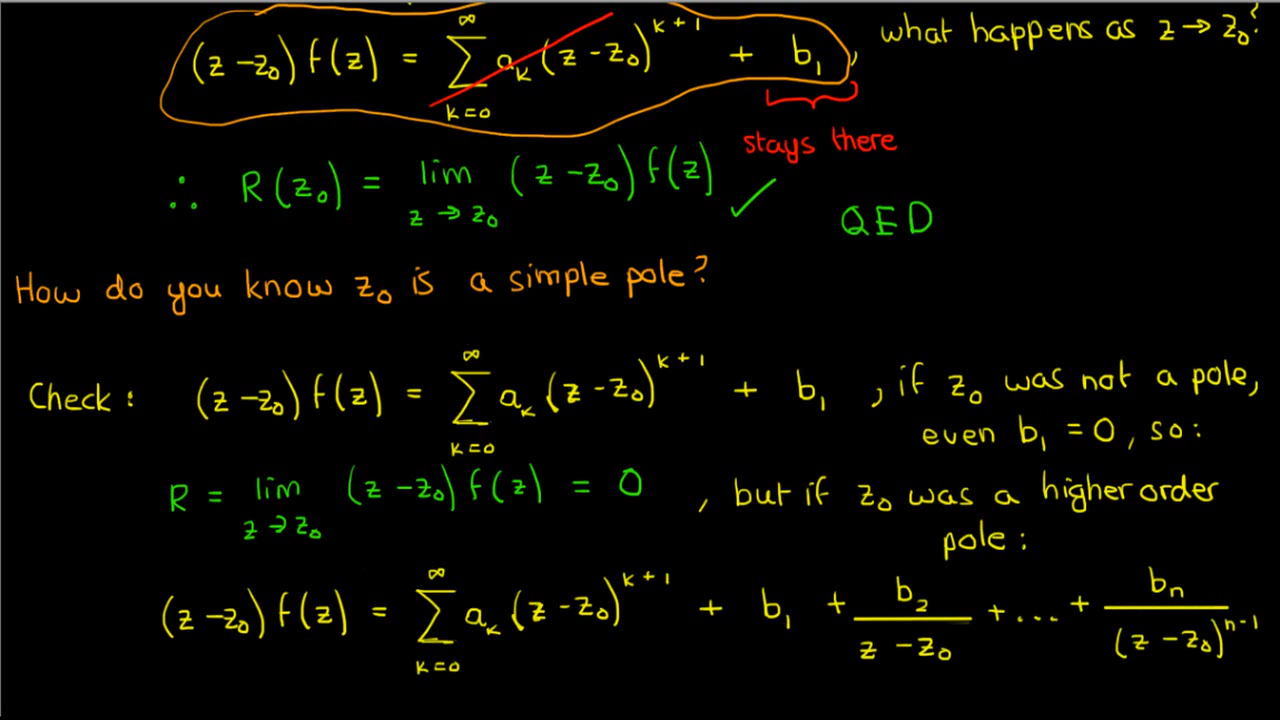 (z - z₀) f(z) = ∑_{k=0}^{∞} a_k (z - z₀)^{k+1} + b₁, what happens as z → z₀?
stays there
∴ R(z₀) = lim_{z → z₀} (z - z₀) f(z) ✓ QED
How do you know z₀ is a simple pole?
Check: (z - z₀) f(z) = ∑_{k=0}^{∞} a_k (z - z₀)^{k+1} + b₁, if z₀ was not a pole,
even b₁ = 0, so:
R = lim_{z → z₀} (z - z₀) f(z) = 0, but if z₀ was a higher order
pole:
(z - z₀) f(z) = ∑_{k=0}^{∞} a_k (z - z₀)^{k+1} + b₁ + b₂/(z - z₀) + .... + b_n/(z - z₀)^{n-1}